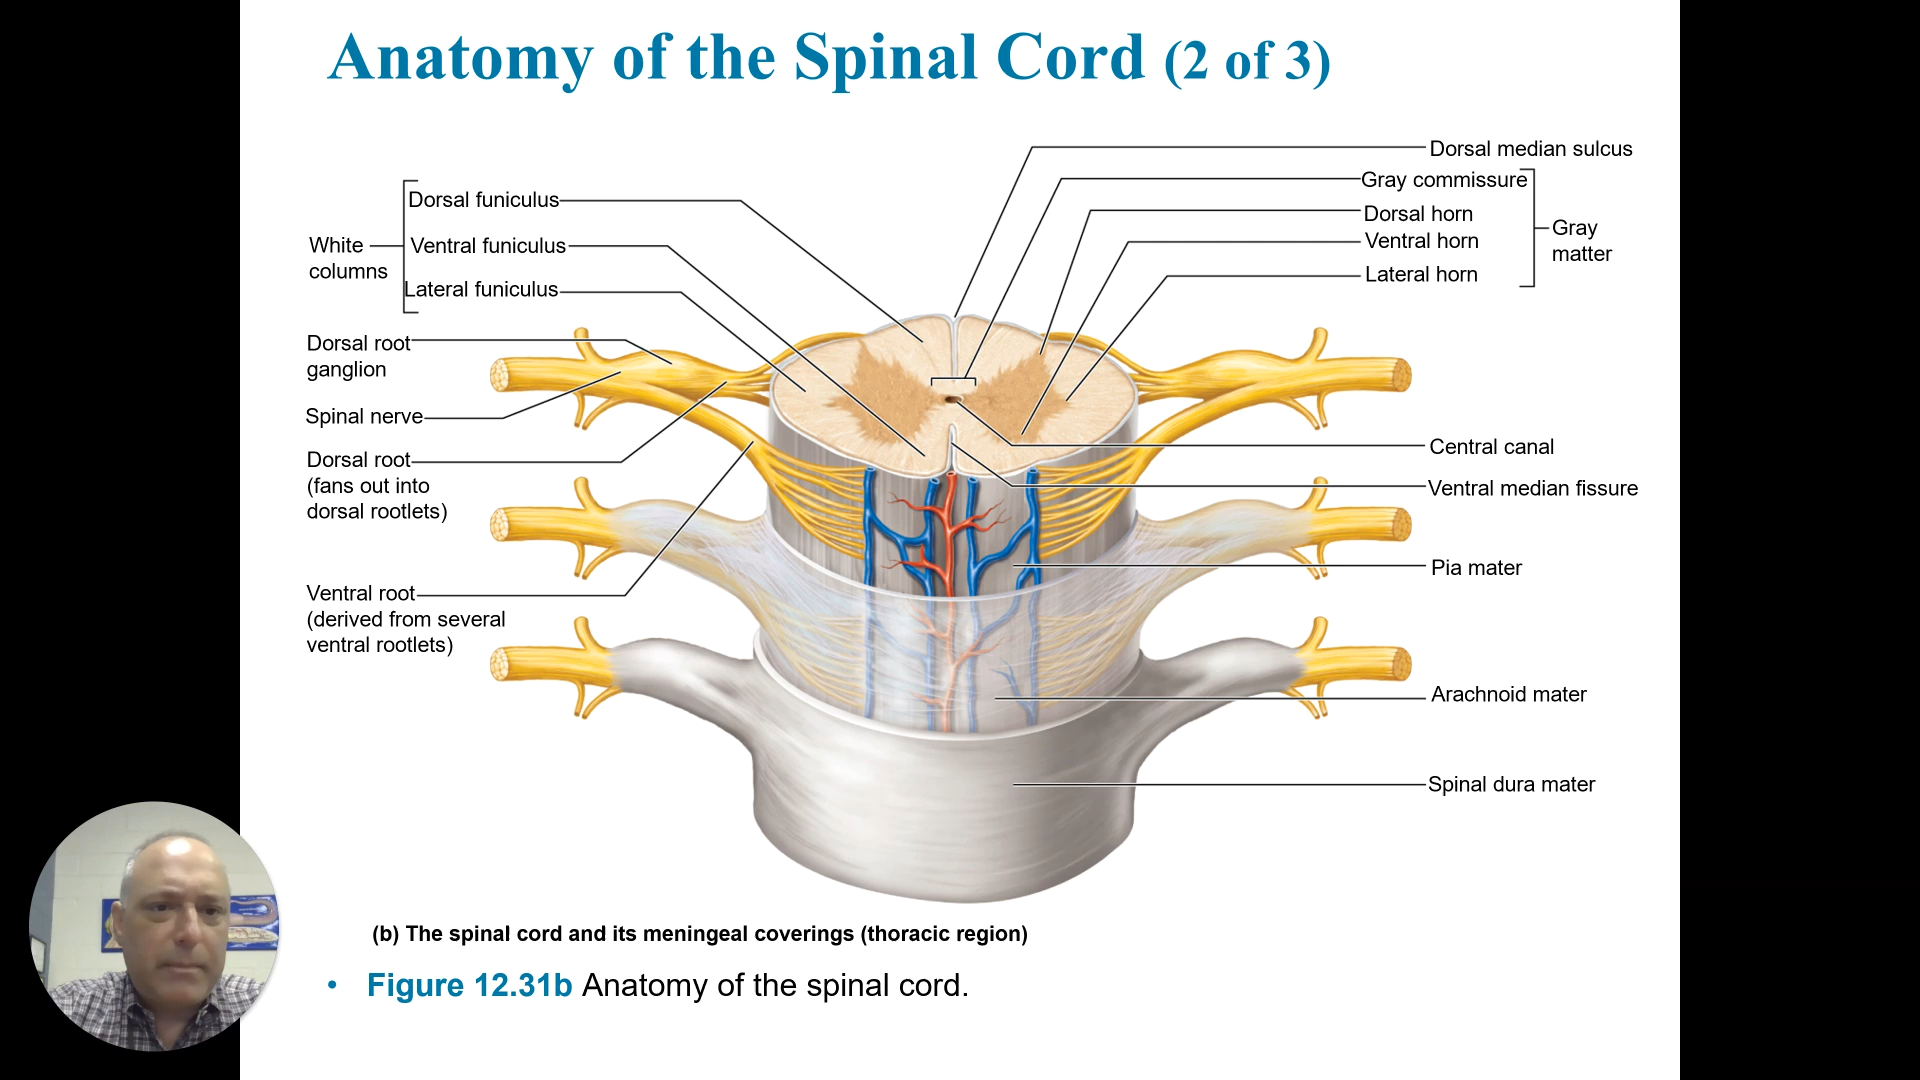 Anatomy of the Spinal Cord (2 of 3)
Dorsal funiculus
Ventral funiculus
Lateral funiculus
White
columns
Dorsal root
ganglion
Spinal nerve
Dorsal root
(fans out into
dorsal rootlets)
Ventral root
(derived from several
ventral rootlets)
Dorsal median sulcus
Gray commissure
Dorsal horn
Ventral horn
Lateral horn
Gray
matter
Central canal
Ventral median fissure
Pia mater
Arachnoid mater
Spinal dura mater
(b) The spinal cord and its meningeal coverings (thoracic region)
• Figure 12.31b Anatomy of the spinal cord.